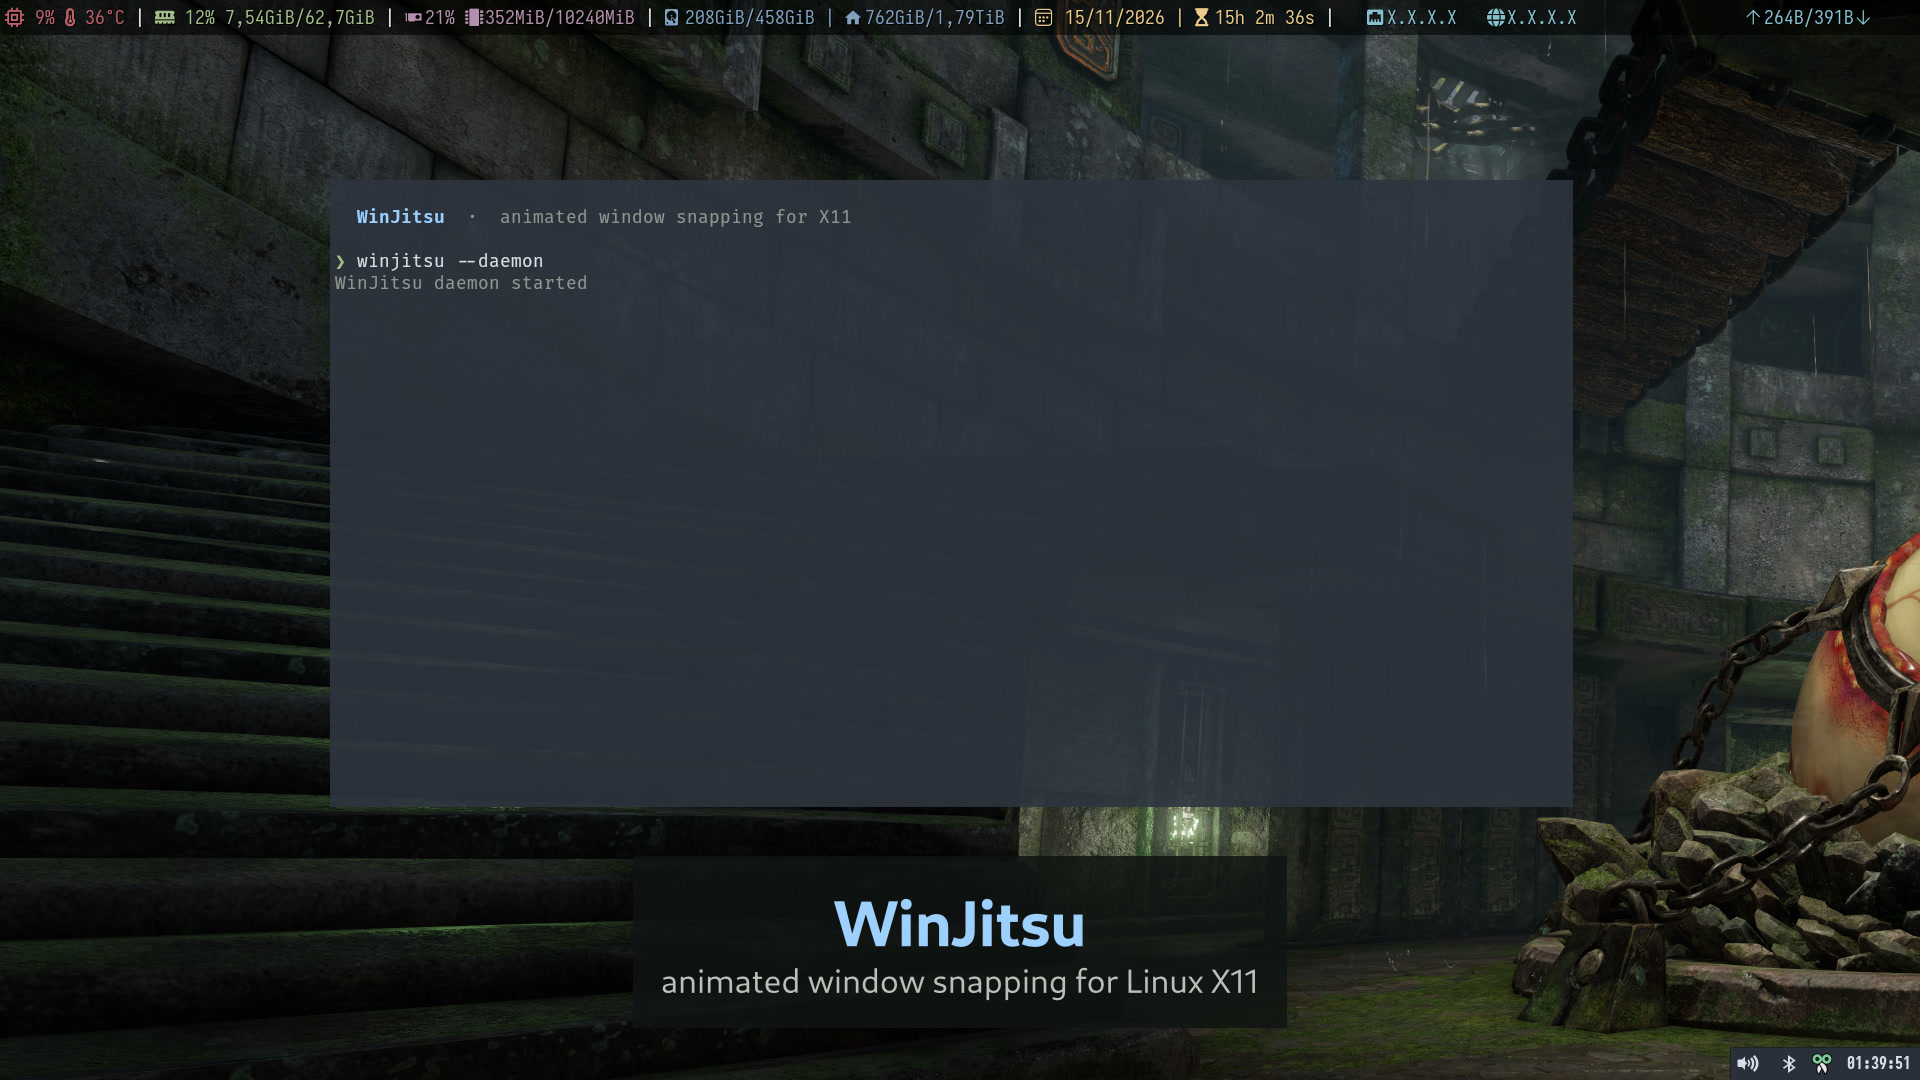 9% 36°C | 12% 7,54GiB/62,7GiB | 21% 352MiB/10240MiB | 208GiB/458GiB | 762GiB/1,79TiB | 15/11/2026 | 15h 2m 36s | X.X.X.X X.X.X.X ↑264B/391B↓
WinJitsu · animated window snapping for X11
❯ winjitsu --daemon
WinJitsu daemon started
WinJitsu
animated window snapping for Linux X11
01:39:51